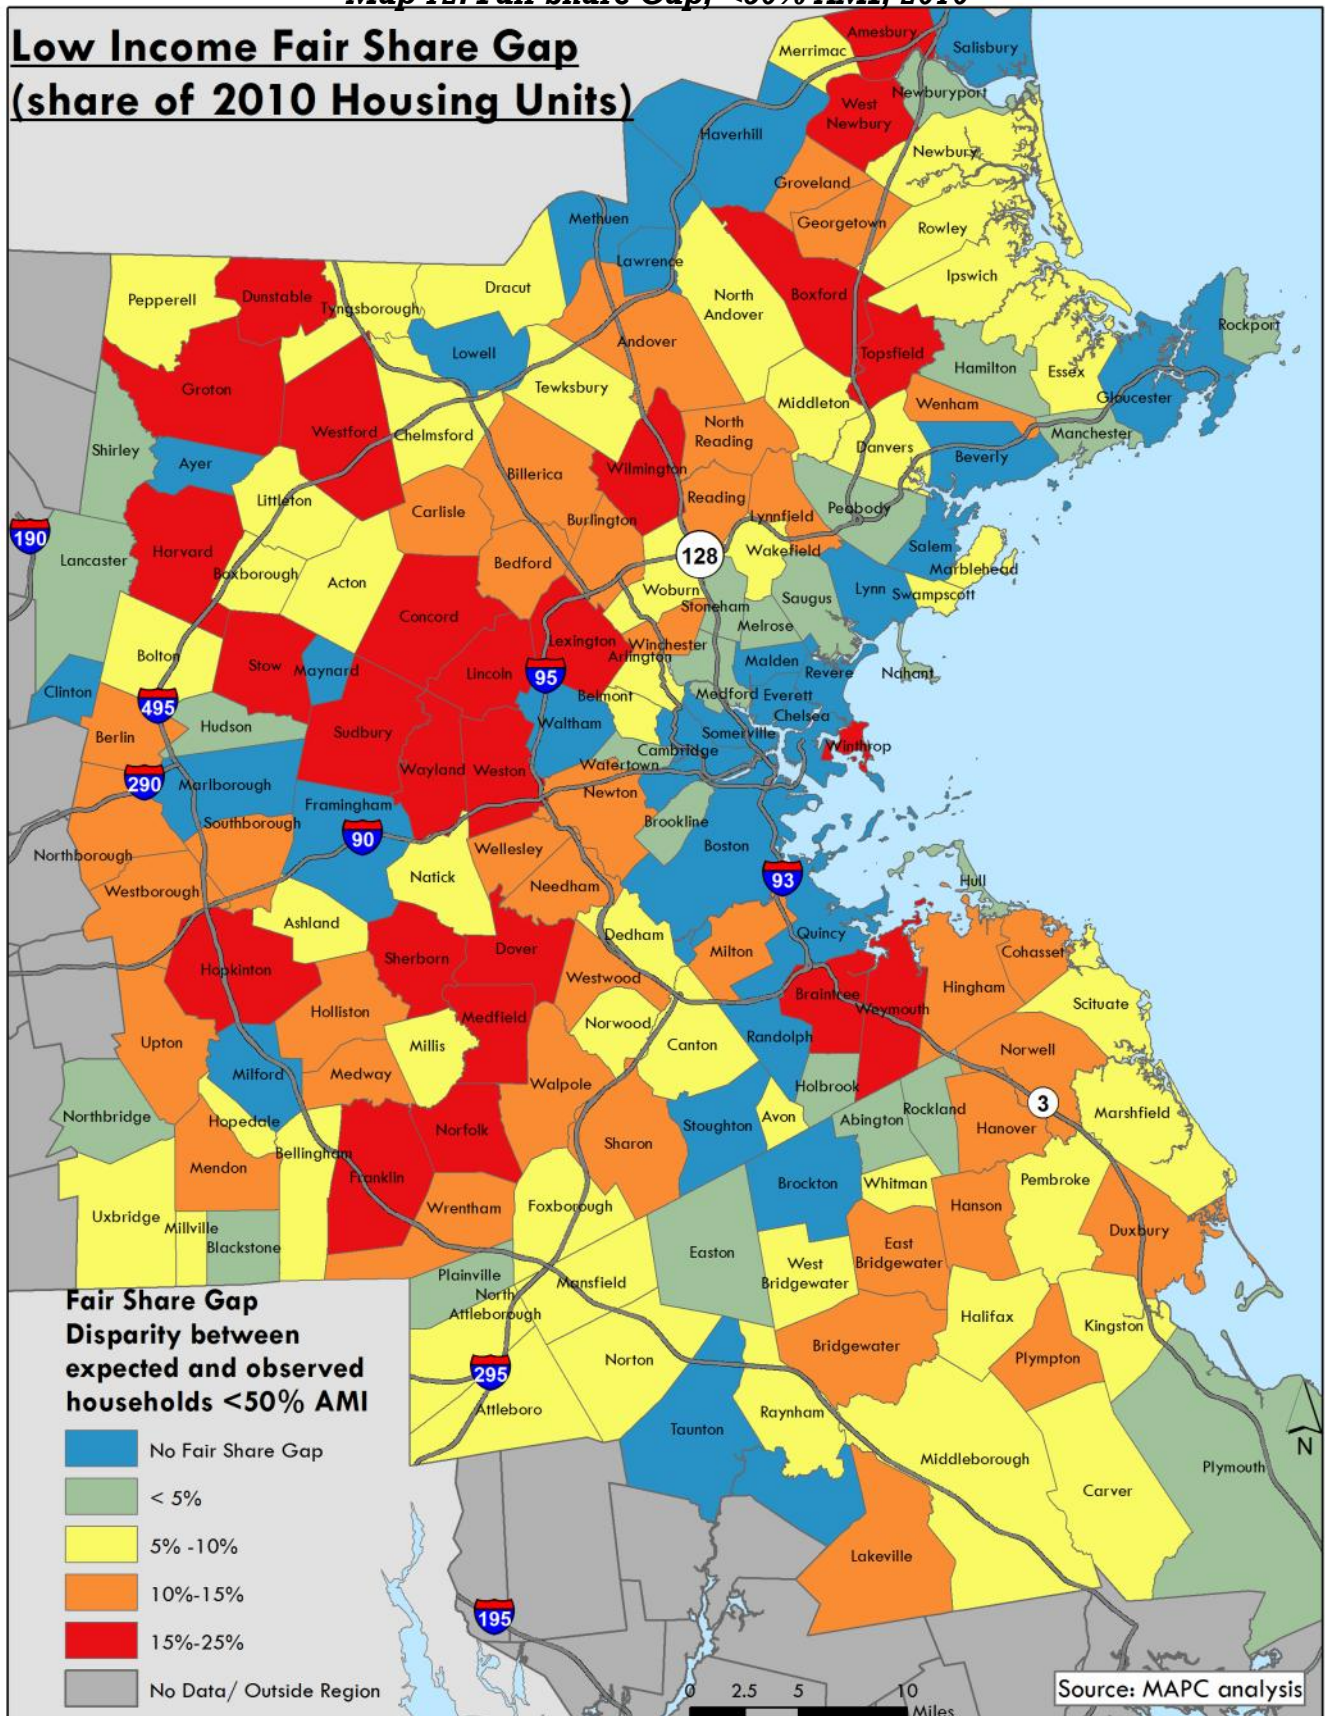 Map 12: Fair Share Gap, <50% AMI, 2010
Low Income Fair Share Gap
(share of 2010 Housing Units)
Amesbury
Salisbury
Merrimac
Newburyport
West
Newbury
Haverhill
Newbury
Groveland
Georgetown
Methuen
Rowley
Lawrence
Ipswich
Dracut
North
Andover
Boxford
Pepperell
Dunstable
Tyngsborough
Rockport
Andover
Lowell
Topsfield
Hamilton
Essex
Groton
Tewksbury
Gloucester
Middleton
Wenham
Westford
Chelmsford
North
Reading
Manchester
Shirley
Danvers
Ayer
Beverly
Wilmington
Billerica
Littleton
Reading
Carlisle
Peabody
Lynnfield
Burlington
190
128
Salem
Harvard
Wakefield
Lancaster
Bedford
Marblehead
Boxborough
Acton
Woburn
Lynn
Swampscott
Saugus
Stoneham
Concord
Melrose
Lexington
Winchester
Arlington
Bolton
Stow
Maynard
Malden
Lincoln
95
Revere
Nahant
Clinton
Medford
Everett
Belmont
495
Chelsea
Hudson
Waltham
Sudbury
Somerville
Berlin
Winthrop
Cambridge
Watertown
Wayland
Weston
290
Marlborough
Newton
Framingham
Southborough
Brookline
90
Boston
Wellesley
Northborough
Natick
93
Needham
Hull
Westborough
Ashland
Dedham
Quincy
Dover
Milton
Cohasset
Sherborn
Hopkinton
Westwood
Hingham
Braintree
Scituate
Weymouth
Holliston
Medfield
Norwood
Randolph
Upton
Millis
Canton
Norwell
Milford
Medway
Walpole
Holbrook
3
Northbridge
Rockland
Marshfield
Avon
Hopedale
Abington
Stoughton
Norfolk
Hanover
Sharon
Bellingham
Mendon
Franklin
Brockton
Whitman
Pembroke
Wrentham
Foxborough
Hanson
Uxbridge
Millville
Duxbury
Blackstone
Easton
East
Bridgewater
West
Bridgewater
Plainville
Mansfield
North
Attleborough
Halifax
Kingston
Bridgewater
Plympton
Norton
295
Attleboro
Raynham
Taunton
Middleborough
Plymouth
Carver
Lakeville
195
Fair Share Gap
Disparity between
expected and observed
households <50% AMI
No Fair Share Gap
< 5%
5% -10%
10%-15%
15%-25%
No Data/ Outside Region
N
0 2.5 5 10
Miles
Source: MAPC analysis